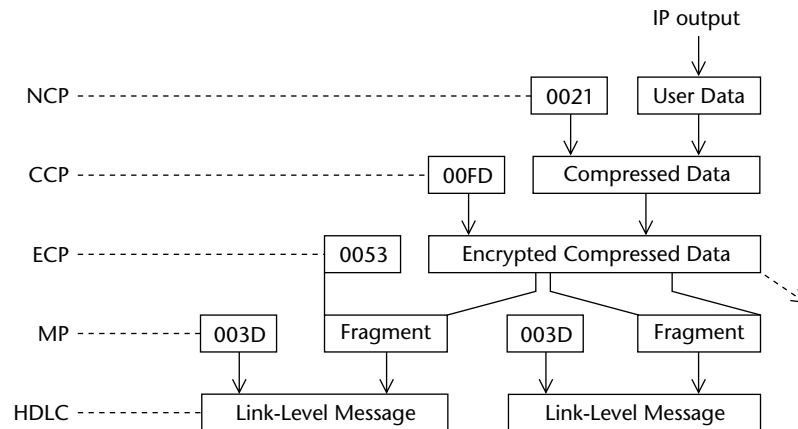 IP output
NCP 0021 User Data
CCP 00FD Compressed Data
ECP 0053 Encrypted Compressed Data
MP 003D Fragment 003D Fragment
HDLC Link-Level Message Link-Level Message